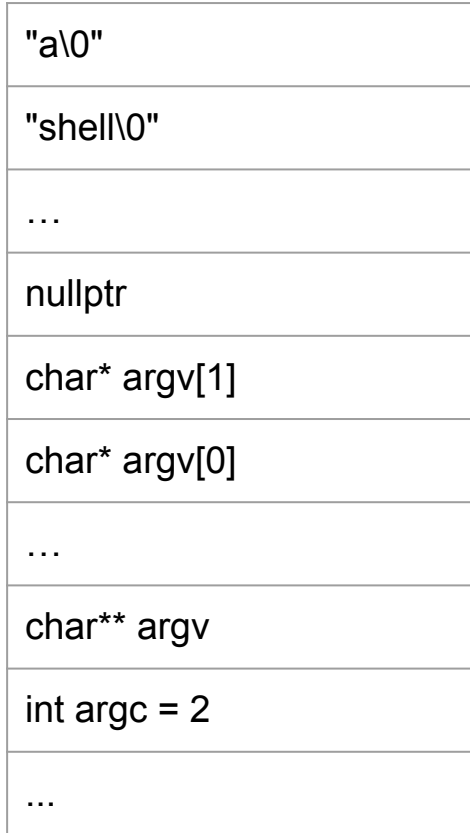 "a\0"
"shell\0"
…
nullptr
char* argv[1]
char* argv[0]
…
char** argv
int argc = 2
...